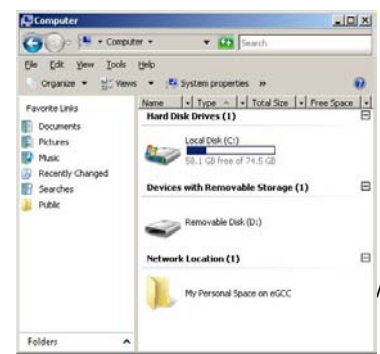 Computer
Computer
Search
File Edit View Tools Help
Organize Views System properties »
Favorite Links
Documents
Pictures
Music
Recently Changed
Searches
Public
Folders
Name Type Total Size Free Space
Hard Disk Drives (1)
Local Disk (C:)
58.1 GB free of 74.5 GB
Devices with Removable Storage (1)
Removable Disk (D:)
Network Location (1)
My Personal Space on eGCC